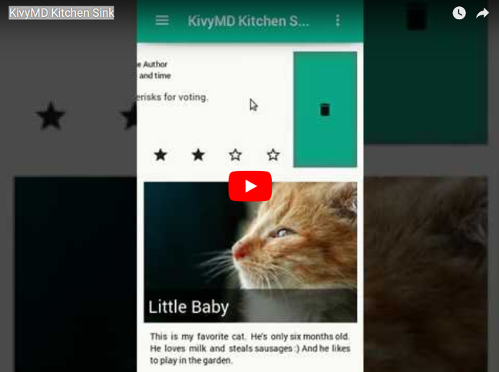 KivyMD Kitchen Sink
KivyMD Kitchen S...
e Author
and time
erisks for voting.
Little Baby
This is my favorite cat. He's only six months old.
He loves milk and steals sausages :) And he likes
to play in the garden.